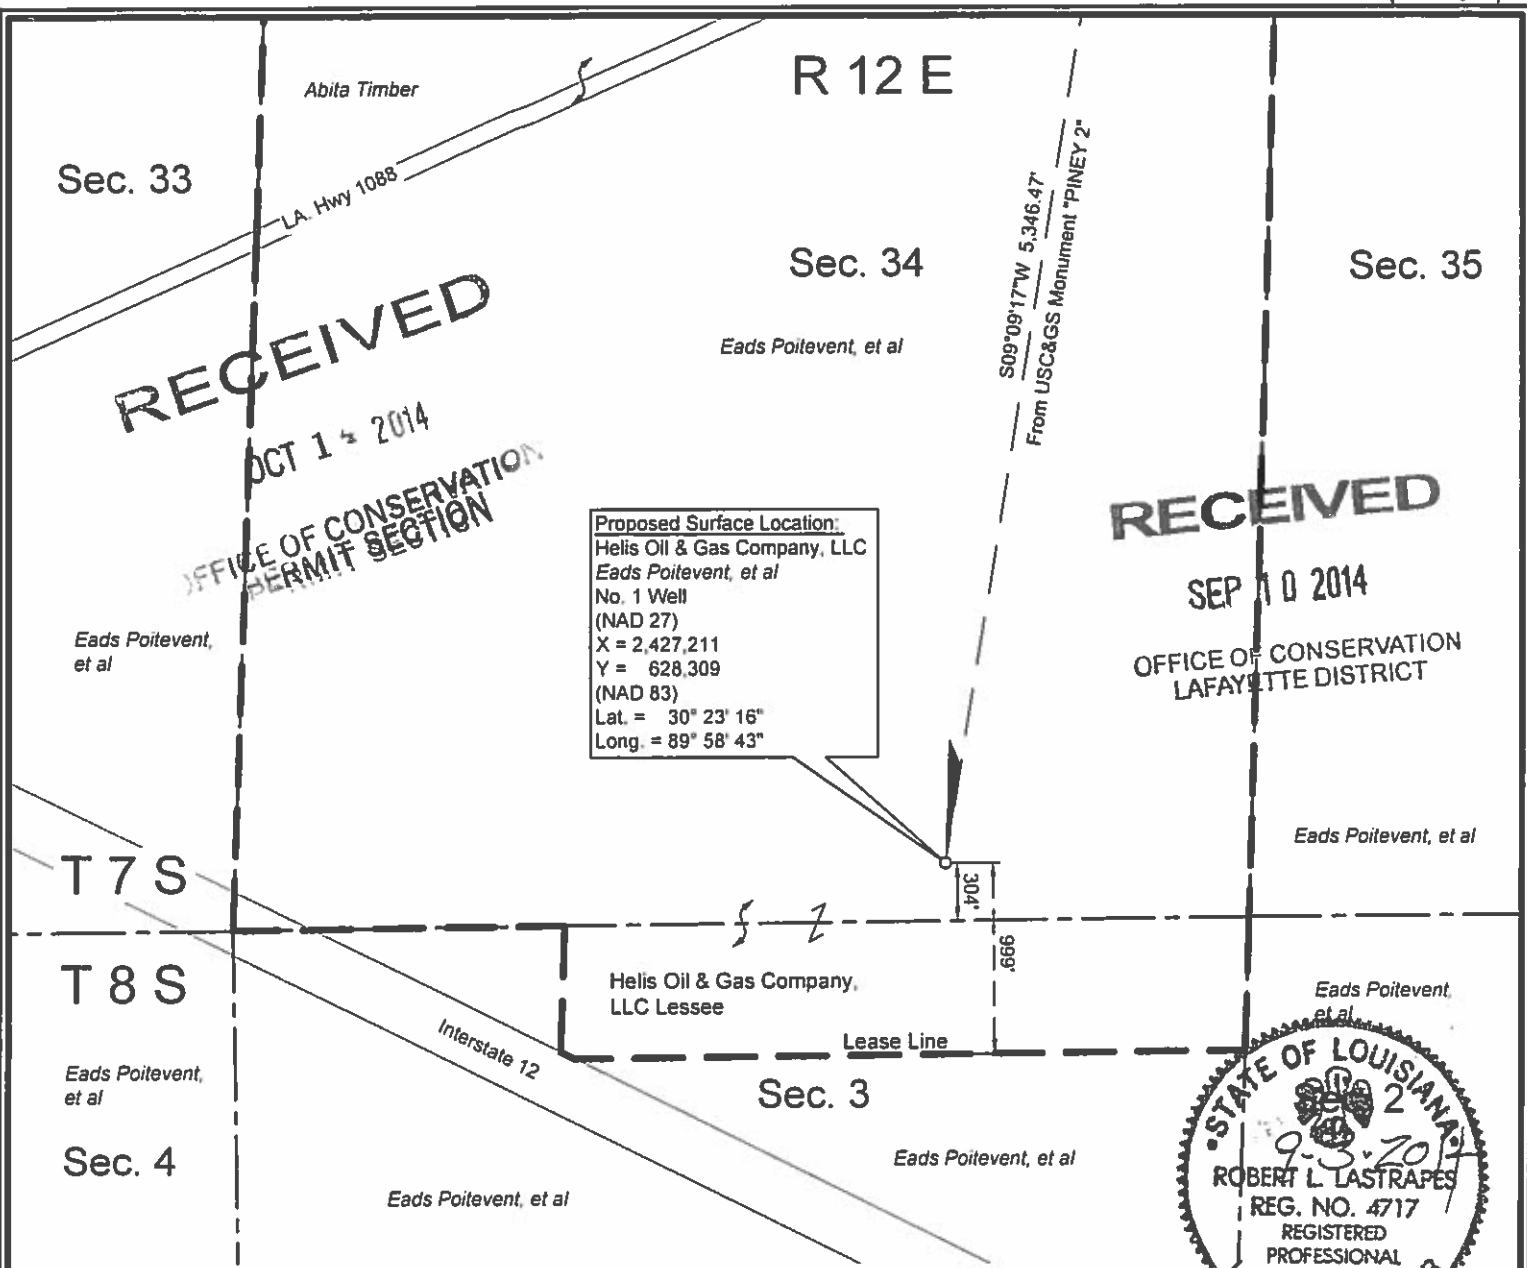 R 12 E
Abita Timber
Sec. 33
LA. Hwy 1088
Sec. 34
Sec. 35
Eads Poitevent, et al
S09°09'17"W 5,346.47'
From USC&GS Monument "PINEY 2"
RECEIVED
OCT 14 2014
OFFICE OF CONSERVATION
PERMIT SECTION
RECEIVED
SEP 10 2014
OFFICE OF CONSERVATION
LAFAYETTE DISTRICT
Proposed Surface Location:
Helis Oil & Gas Company, LLC
Eads Poitevent, et al
No. 1 Well
(NAD 27)
X = 2,427,211
Y = 628,309
(NAD 83)
Lat. = 30° 23' 16"
Long. = 89° 58' 43"
Eads Poitevent,
et al
Eads Poitevent, et al
T 7 S
304'
999'
T 8 S
Helis Oil & Gas Company,
LLC Lessee
Lease Line
Interstate 12
Eads Poitevent,
et al
Eads Poitevent,
et al
Sec. 3
Sec. 4
Eads Poitevent, et al
Eads Poitevent, et al
STATE OF LOUISIANA
2
9-3-2014
ROBERT L. LASTRAPES
REG. NO. 4717
REGISTERED
PROFESSIONAL